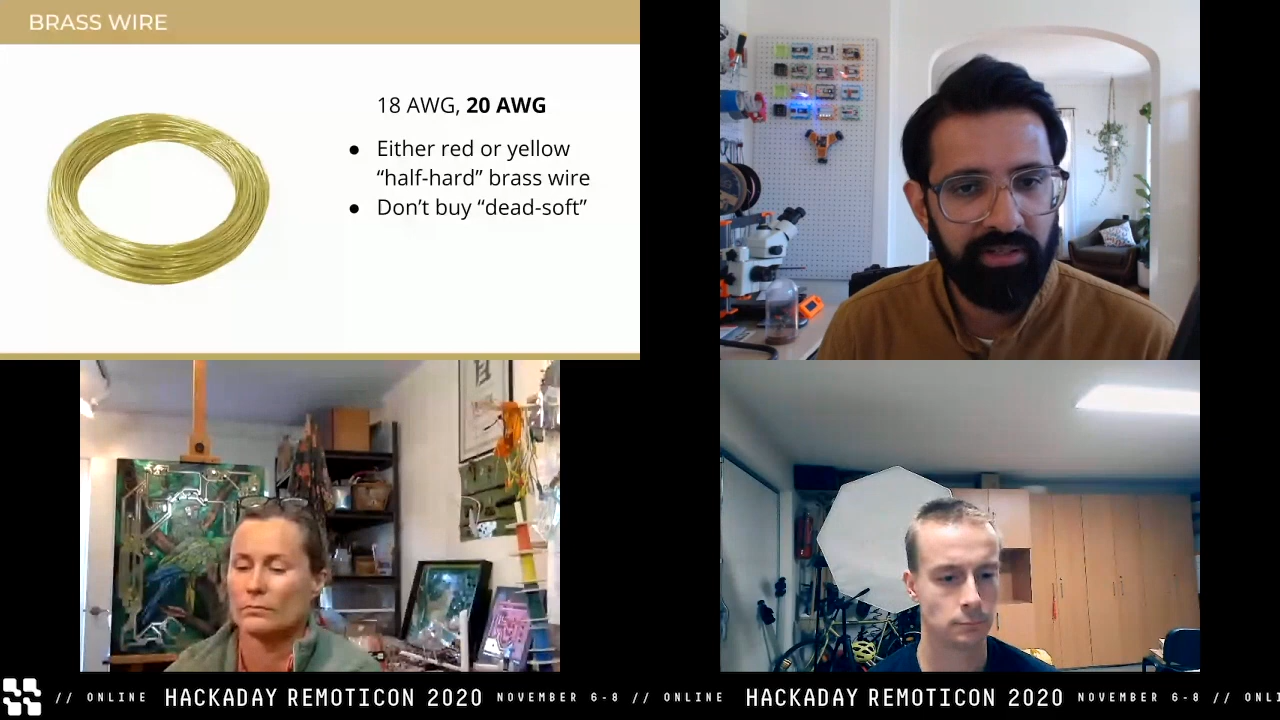 BRASS WIRE
18 AWG, 20 AWG
● Either red or yellow
“half-hard” brass wire
● Don’t buy “dead-soft”
// ONLINE HACKADAY REMOTICON 2020 NOVEMBER 6-8 // ONLINE HACKADAY REMOTICON 2020 NOVEMBER 6-8 // ONLI